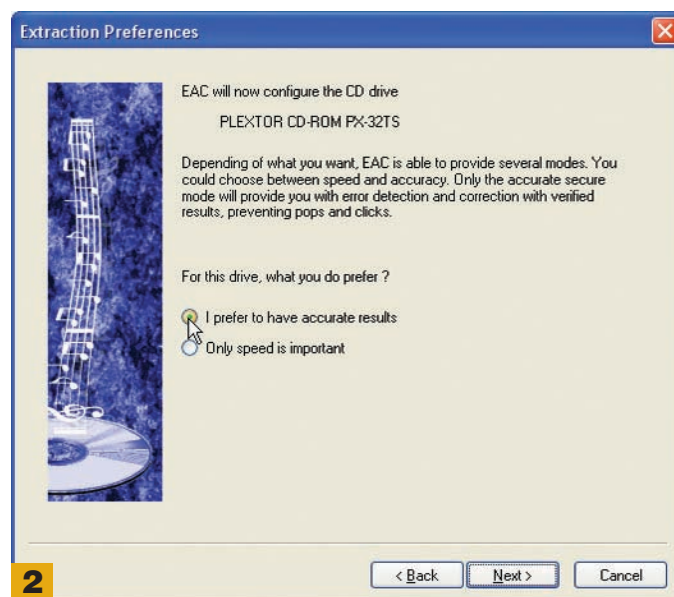 Extraction Preferences
EAC will now configure the CD drive
PLEXTOR CD-ROM PX-32TS
Depending of what you want, EAC is able to provide several modes. You
could choose between speed and accuracy. Only the accurate secure
mode will provide you with error detection and correction with verified
results, preventing pops and clicks.
For this drive, what you do prefer ?
I prefer to have accurate results
Only speed is important
< Back
Next >
Cancel
2